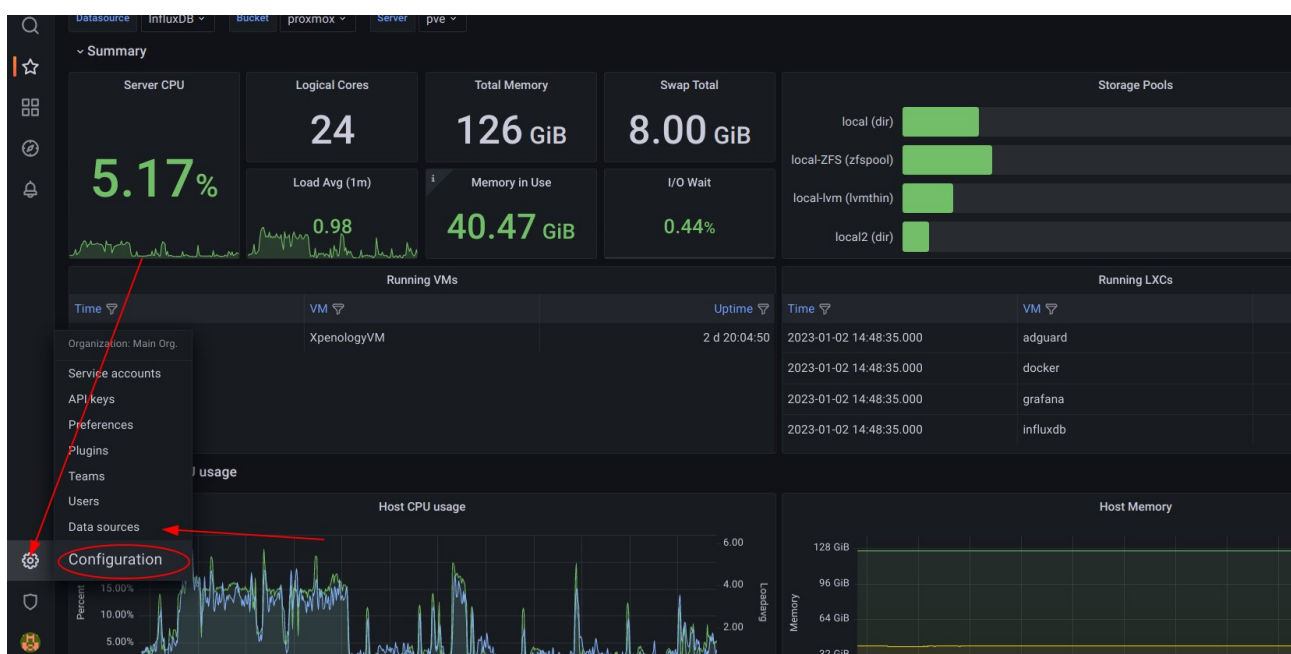 Datasource InfluxDB Bucket proxmox Server pve
Summary
Server CPU
5.17%
Logical Cores
24
Total Memory
126 GiB
Swap Total
8.00 GiB
Load Avg (1m)
0.98
i
Memory in Use
40.47 GiB
I/O Wait
0.44%
Storage Pools
local (dir)
local-ZFS (zfspool)
local-lvm (lvmthin)
local2 (dir)
Running VMs
Time VM Uptime
XpenologyVM 2 d 20:04:50
Running LXCs
Time VM
2023-01-02 14:48:35.000 adguard
2023-01-02 14:48:35.000 docker
2023-01-02 14:48:35.000 grafana
2023-01-02 14:48:35.000 influxdb
Organization: Main Org.
Service accounts
API keys
Preferences
Plugins
Teams
Users
Data sources
Configuration
usage
Host CPU usage
6.00
4.00
2.00
Loadavg
Percent
15.00%
10.00%
5.00%
Host Memory
Memory
128 GiB
96 GiB
64 GiB
32 GiB